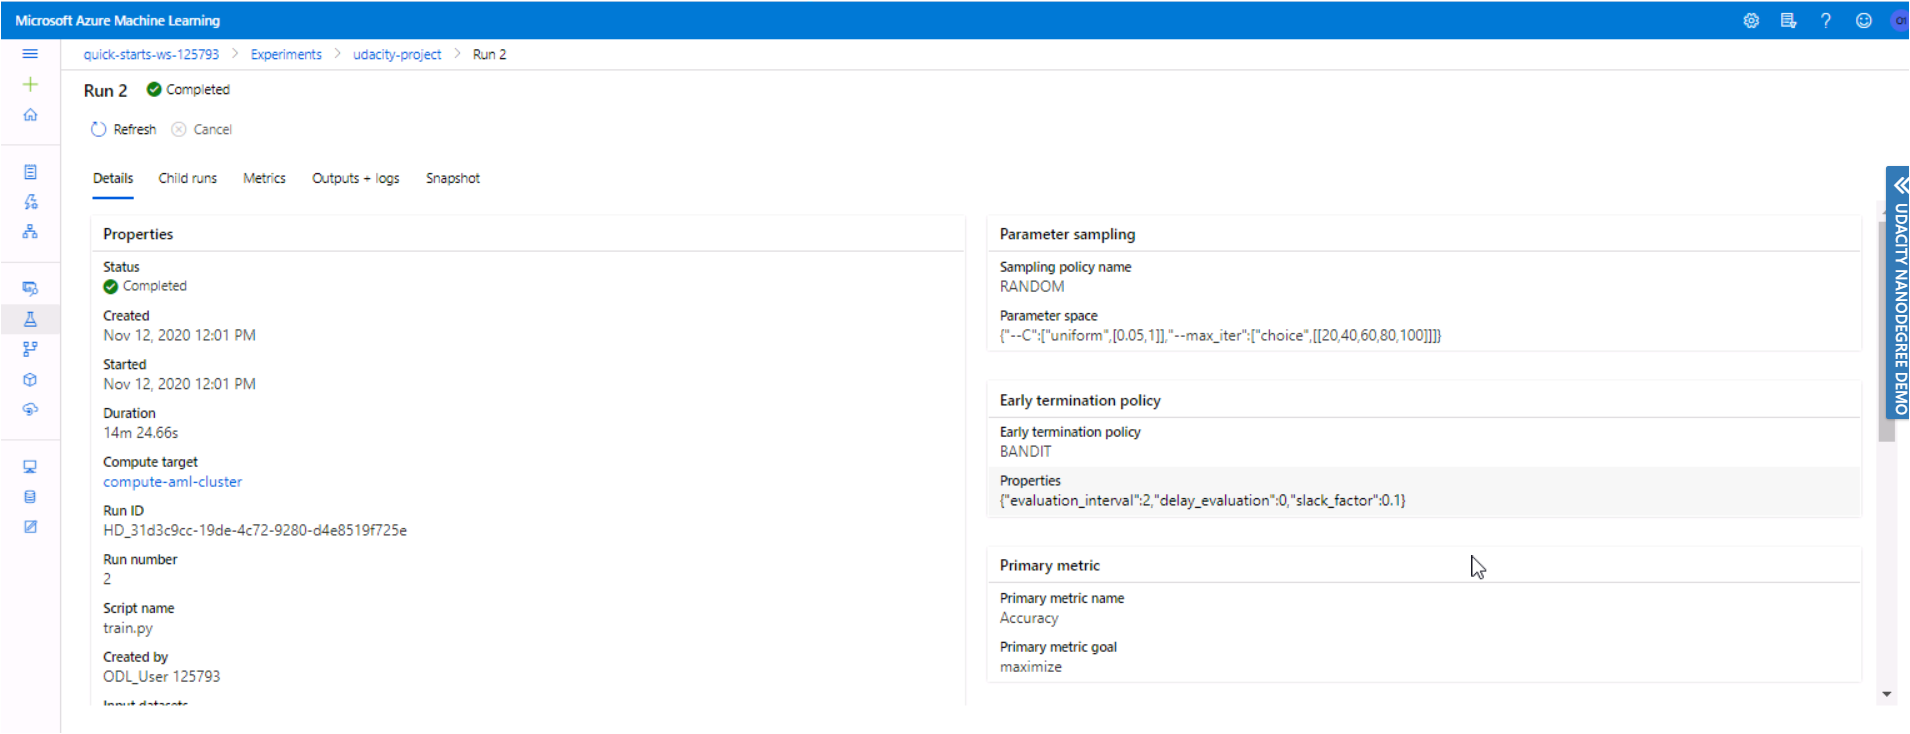 Microsoft Azure Machine Learning
quick-starts-ws-125793 > Experiments > udacity-project > Run 2
Run 2 Completed
Refresh Cancel
Details Child runs Metrics Outputs + logs Snapshot
Properties
Status
Completed
Created
Nov 12, 2020 12:01 PM
Started
Nov 12, 2020 12:01 PM
Duration
14m 24.66s
Compute target
compute-aml-cluster
Run ID
HD_31d3c9cc-19de-4c72-9280-d4e8519f725e
Run number
2
Script name
train.py
Created by
ODL_User 125793
Input datasets
Parameter sampling
Sampling policy name
RANDOM
Parameter space
{"--C":["uniform",[0.05,1]],"--max_iter":["choice",[[20,40,60,80,100]]]}
Early termination policy
Early termination policy
BANDIT
Properties
{"evaluation_interval":2,"delay_evaluation":0,"slack_factor":0.1}
Primary metric
Primary metric name
Accuracy
Primary metric goal
maximize
UDACITY NANODEGREE DEMO